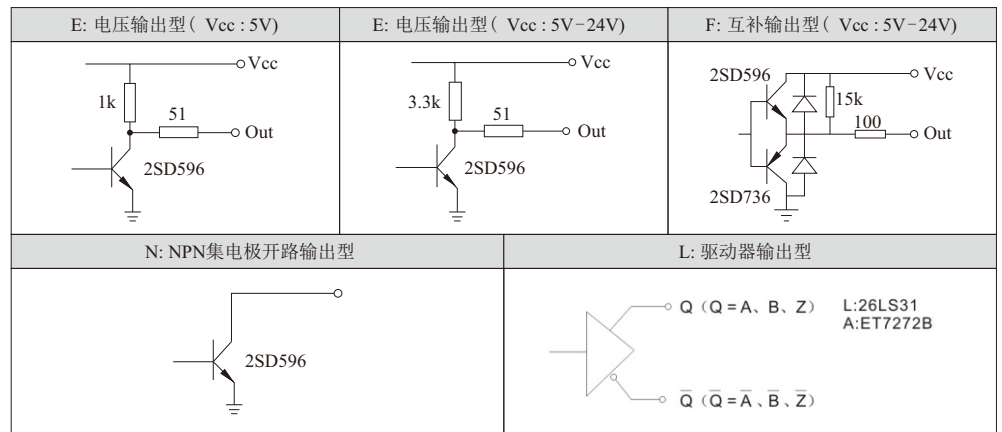 E: 电压输出型( Vcc : 5V)
E: 电压输出型( Vcc : 5V-24V)
F: 互补输出型( Vcc : 5V-24V)
Vcc
1k
51
Out
2SD596
Vcc
3.3k
51
Out
2SD596
2SD596
Vcc
15k
100
Out
2SD736
N: NPN集电极开路输出型
L: 驱动器输出型
2SD596
Q (Q=A、B、Z)
L:26LS31
A:ET7272B
Q̅ (Q̅=A̅、B̅、Z̅)